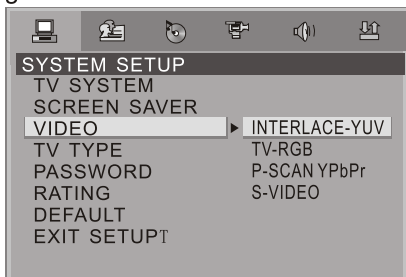 SYSTEM SETUP
TV SYSTEM
SCREEN SAVER
VIDEO
INTERLACE-YUV
TV TYPE
TV-RGB
PASSWORD
P-SCAN YPbPr
RATING
S-VIDEO
DEFAULT
EXIT SETUPT